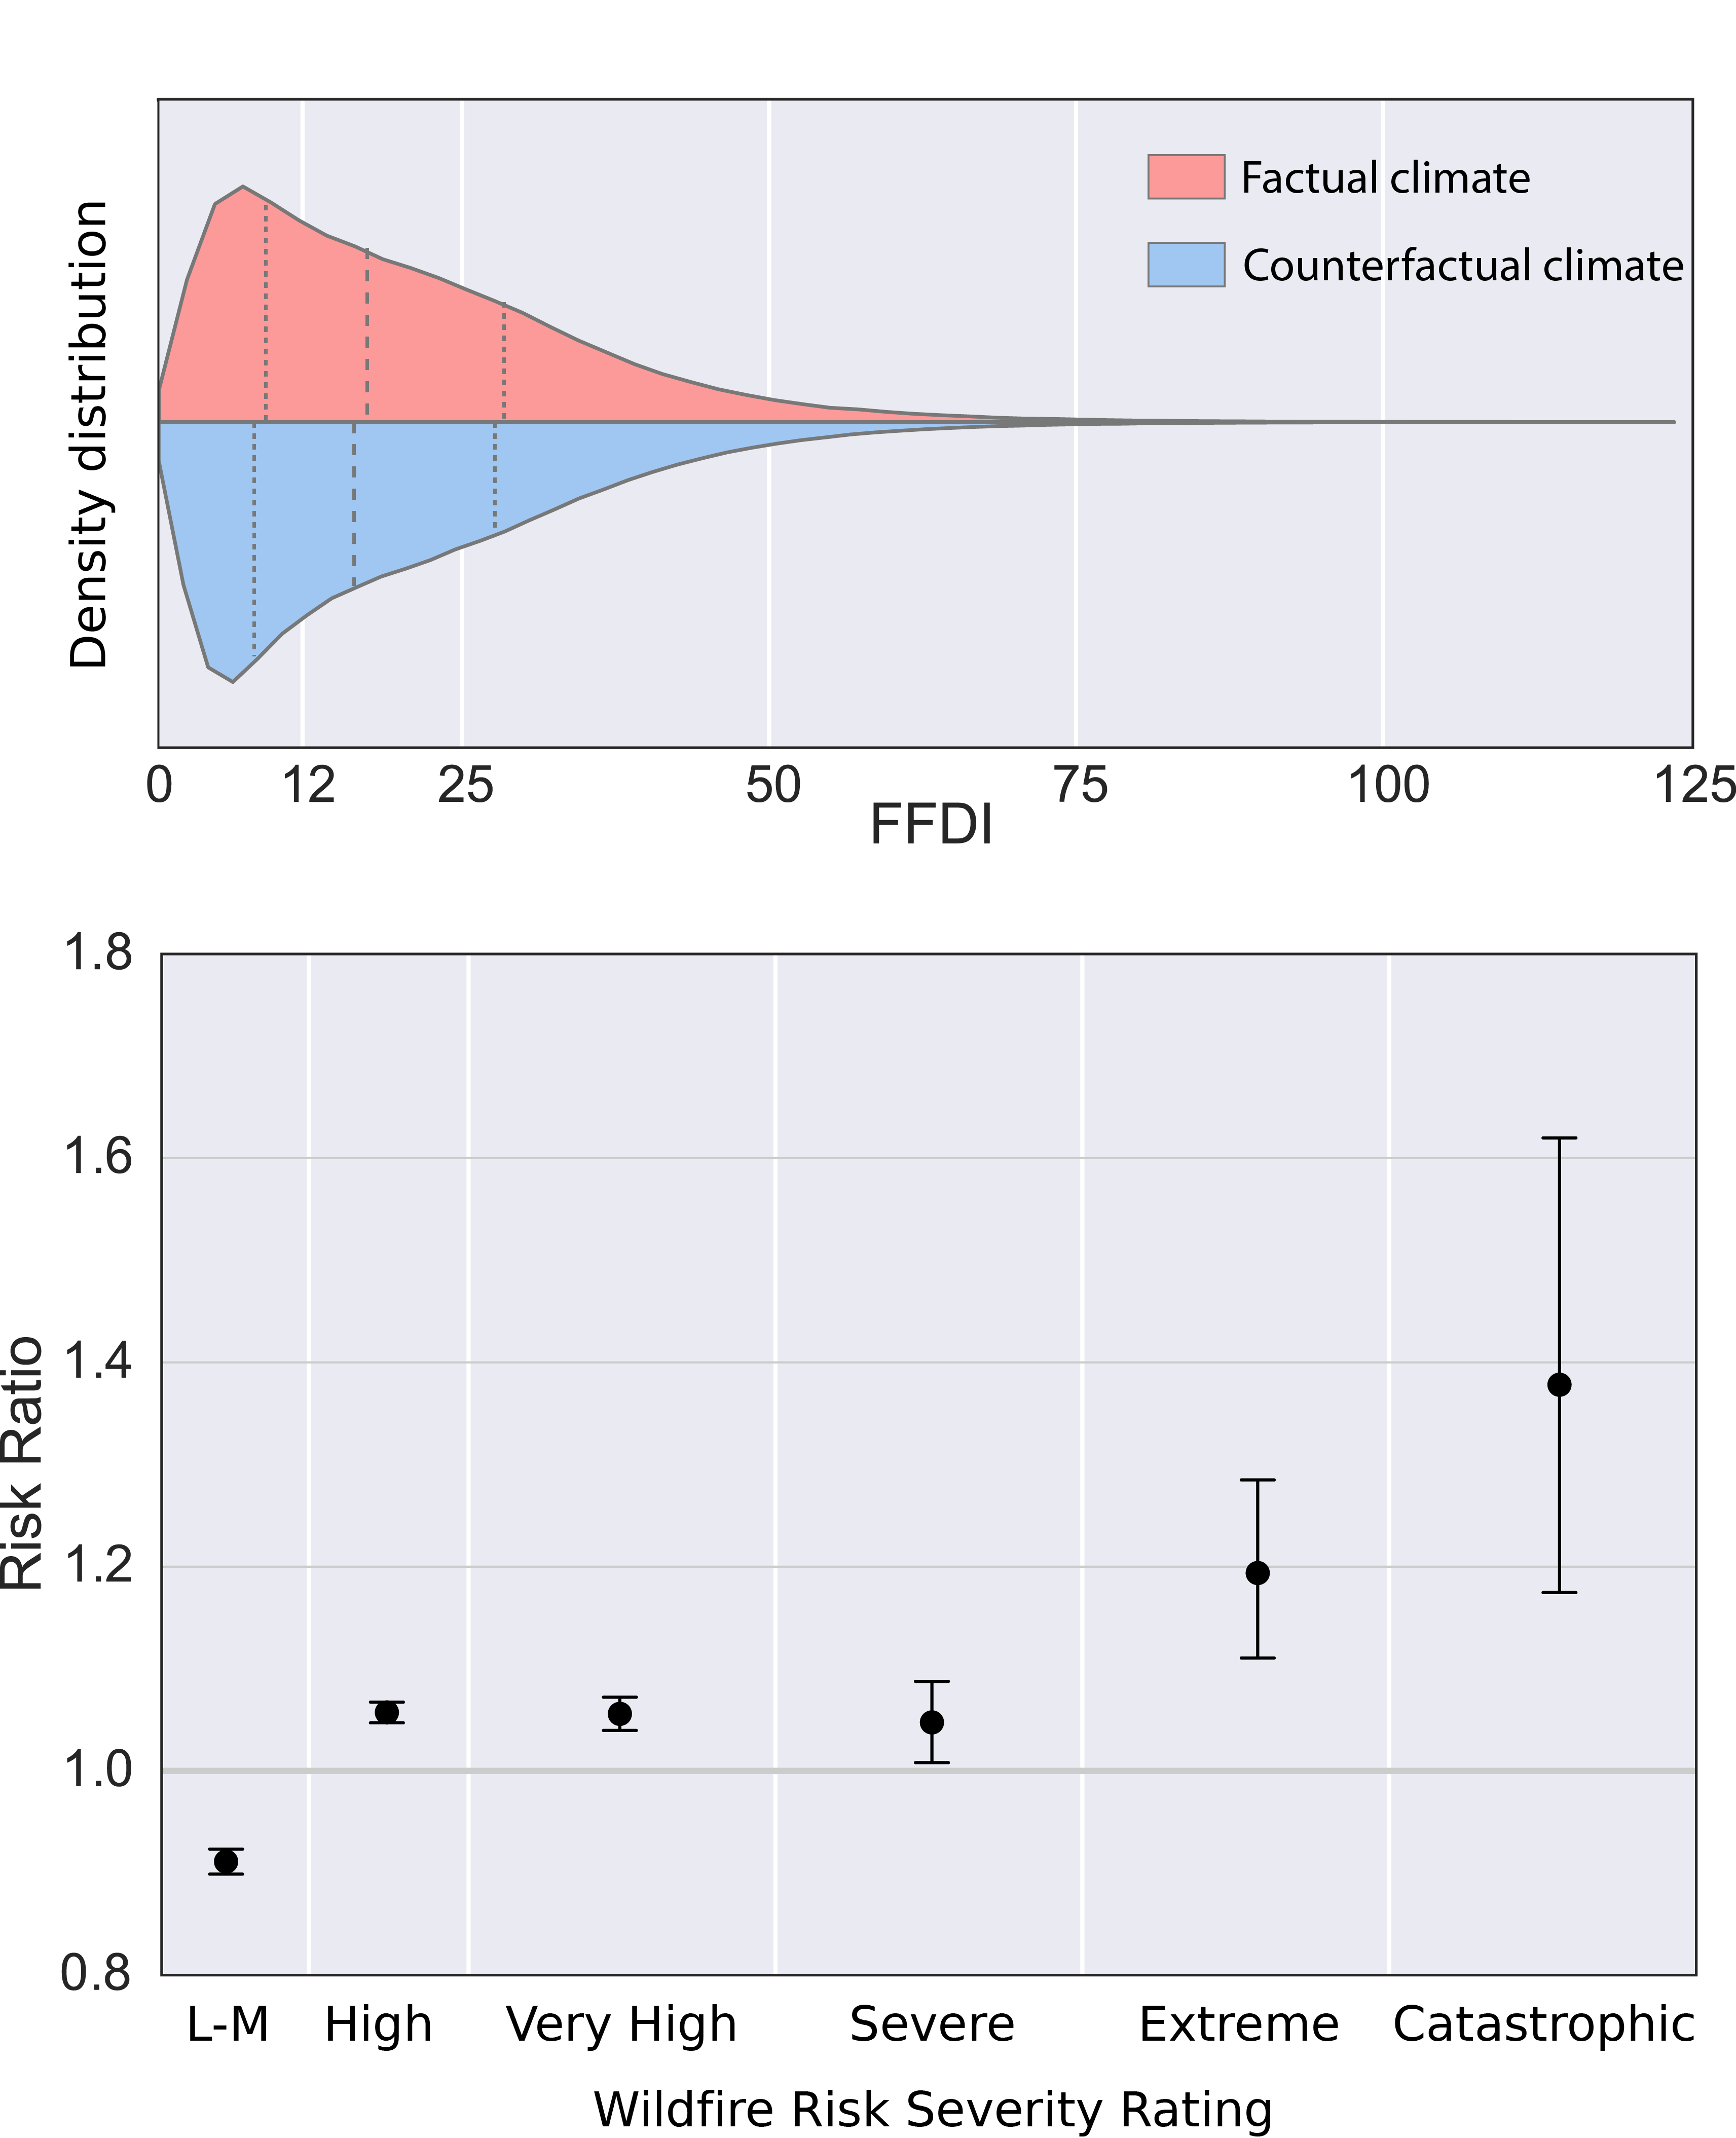 Factual climate
Counterfactual climate
Density distribution
0 12 25 50 75 100 125
FFDI
1.8
1.6
1.4
1.2
1.0
0.8
Risk Ratio
L-M High Very High Severe Extreme Catastrophic
Wildfire Risk Severity Rating